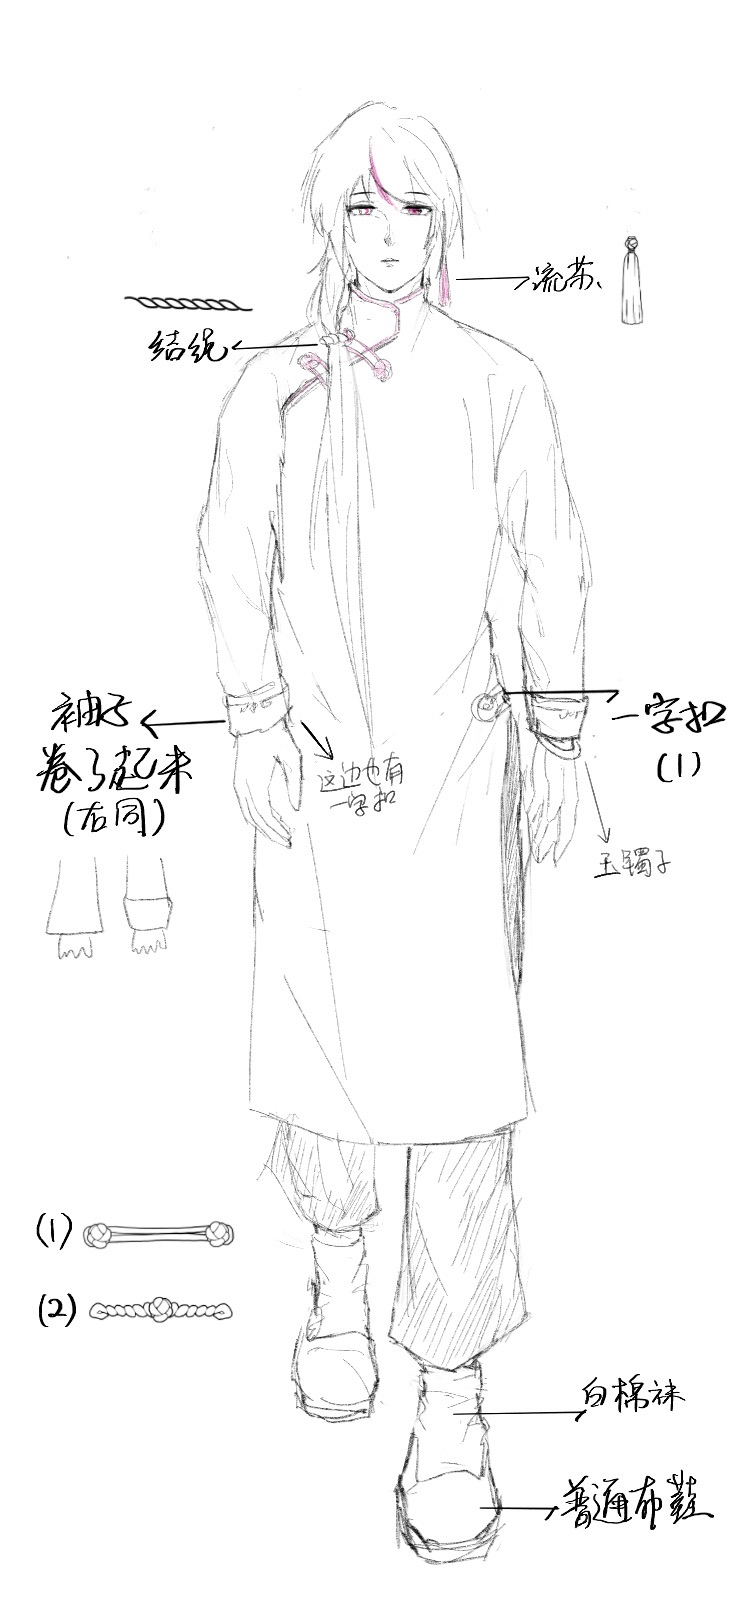 流苏
结绳
袖子
卷了起来
(右同)
这边也有
一字扣
一字扣
(1)
玉镯子
(1)
(2)
白棉袜
普通布鞋